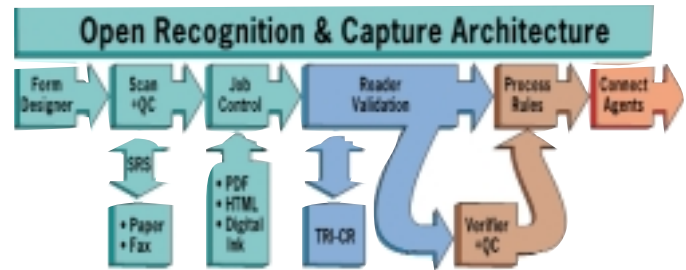 Open Recognition & Capture Architecture
Form
Designer
Scan
+QC
Job
Control
Reader
Validation
Process
Rules
Connect
Agents
SRS
• Paper
• Fax
• PDF
• HTML
• Digital
Ink
TRI-CR
Verifier
+QC